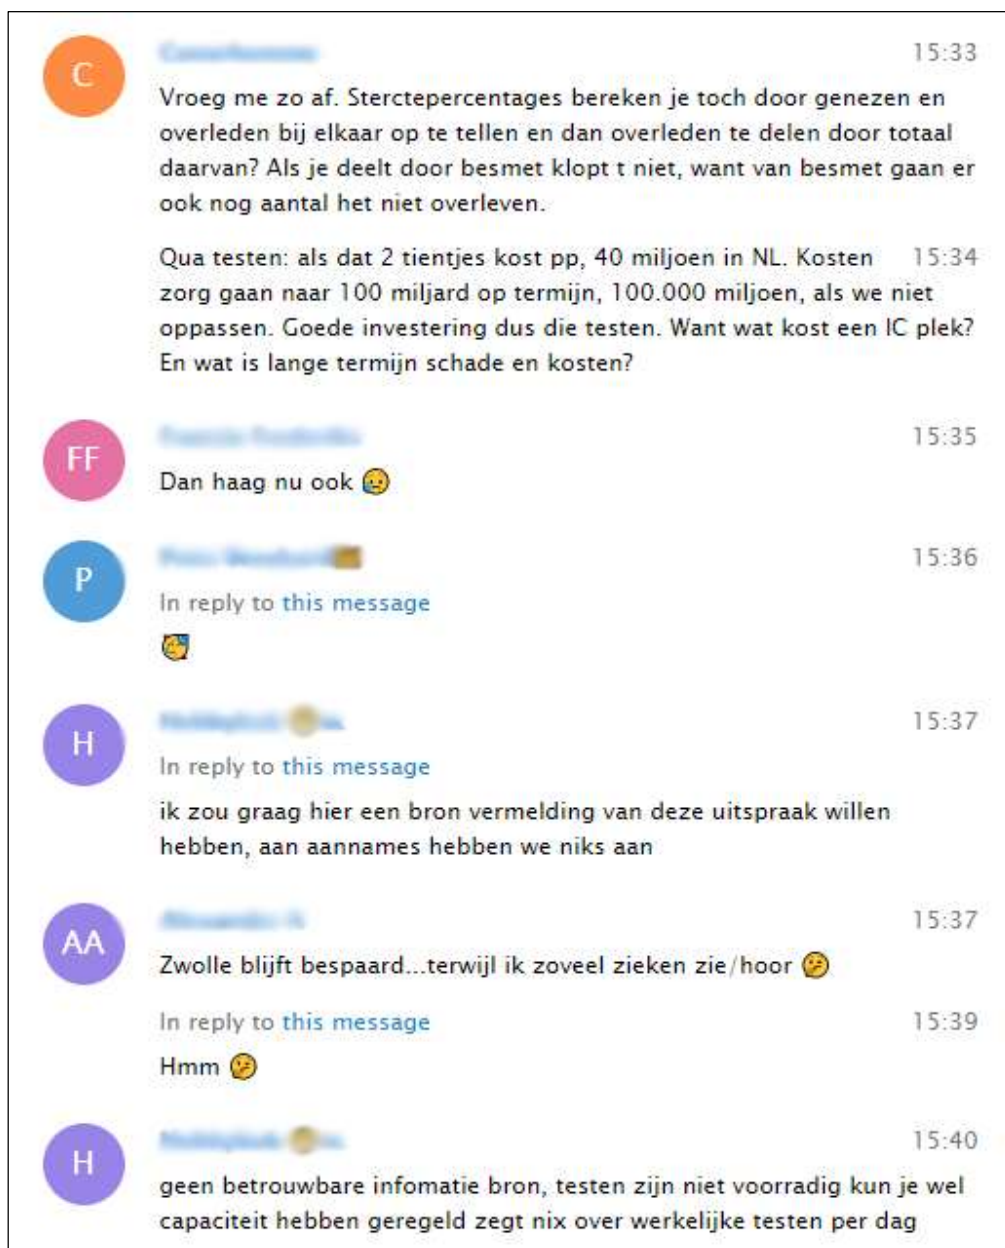 C
15:33
Vroeg me zo af. Sterctepercentages bereken je toch door genezen en
overleden bij elkaar op te tellen en dan overleden te delen door totaal
daarvan? Als je deelt door besmet klopt t niet, want van besmet gaan er
ook nog aantal het niet overleven.
Qua testen: als dat 2 tientjes kost pp, 40 miljoen in NL. Kosten 15:34
zorg gaan naar 100 miljard op termijn, 100.000 miljoen, als we niet
oppassen. Goede investering dus die testen. Want wat kost een IC plek?
En wat is lange termijn schade en kosten?
FF
15:35
Dan haag nu ook
P
15:36
In reply to this message
H
15:37
In reply to this message
ik zou graag hier een bron vermelding van deze uitspraak willen
hebben, aan aannames hebben we niks aan
AA
15:37
Zwolle blijft bespaard...terwijl ik zoveel zieken zie/hoor
In reply to this message 15:39
Hmm
H
15:40
geen betrouwbare infomatie bron, testen zijn niet voorradig kun je wel
capaciteit hebben geregeld zegt nix over werkelijke testen per dag